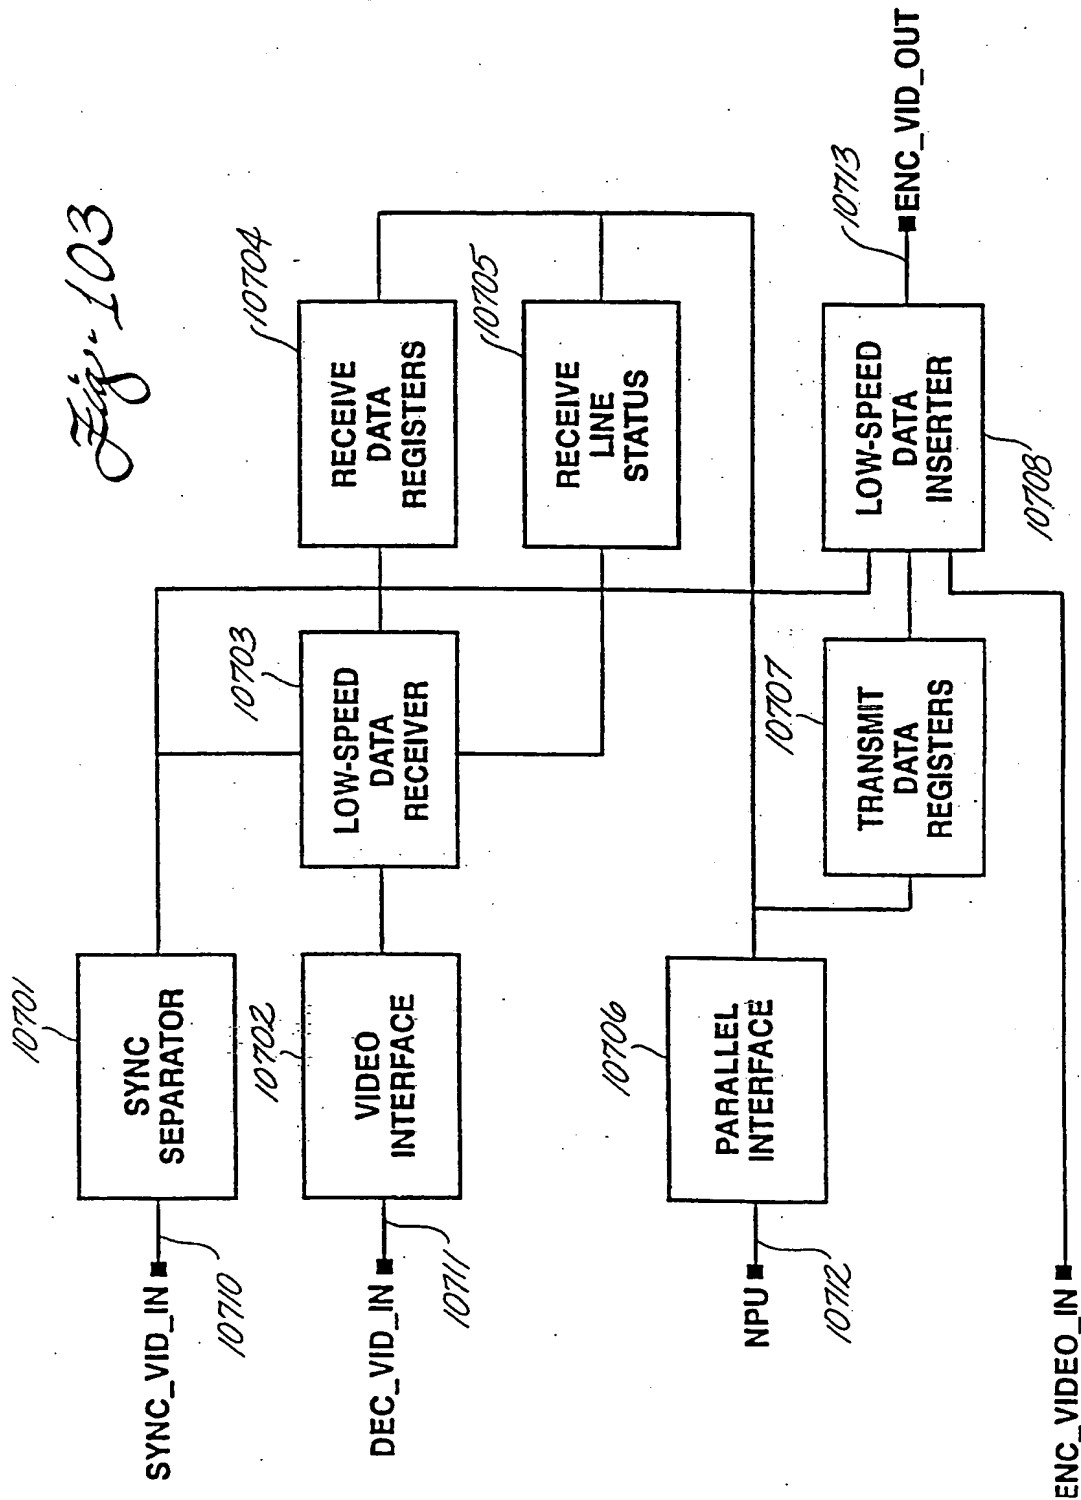 Fig. 103
10701
SYNC
SEPARATOR
SYNC_VID_IN
10710
10702
VIDEO
INTERFACE
DEC_VID_IN
10711
10703
LOW-SPEED
DATA
RECEIVER
10704
RECEIVE
DATA
REGISTERS
10705
RECEIVE
LINE
STATUS
10706
PARALLEL
INTERFACE
NPU
10712
10707
TRANSMIT
DATA
REGISTERS
LOW-SPEED
DATA
INSERTER
10708
10713
ENC_VID_OUT
ENC_VIDEO_IN